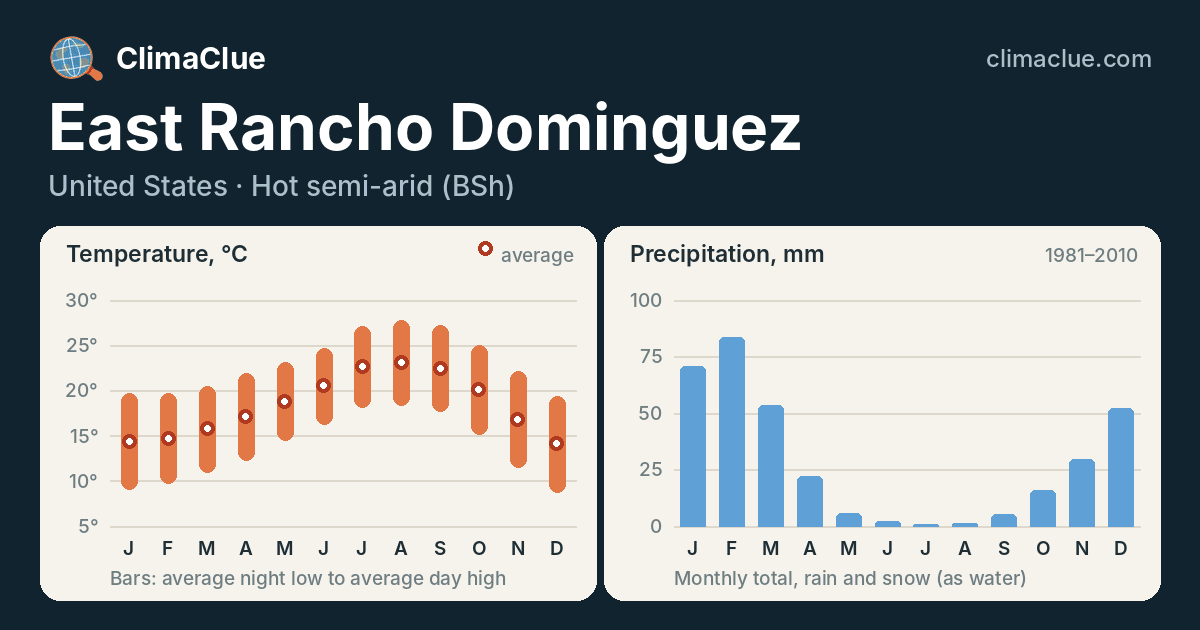 ClimaClue
climaclue.com
East Rancho Dominguez
United States · Hot semi-arid (BSh)
Temperature, °C
average
30°
25°
20°
15°
10°
5°
J F M A M J J A S O N D
Bars: average night low to average day high
Precipitation, mm
1981–2010
100
75
50
25
0
J F M A M J J A S O N D
Monthly total, rain and snow (as water)